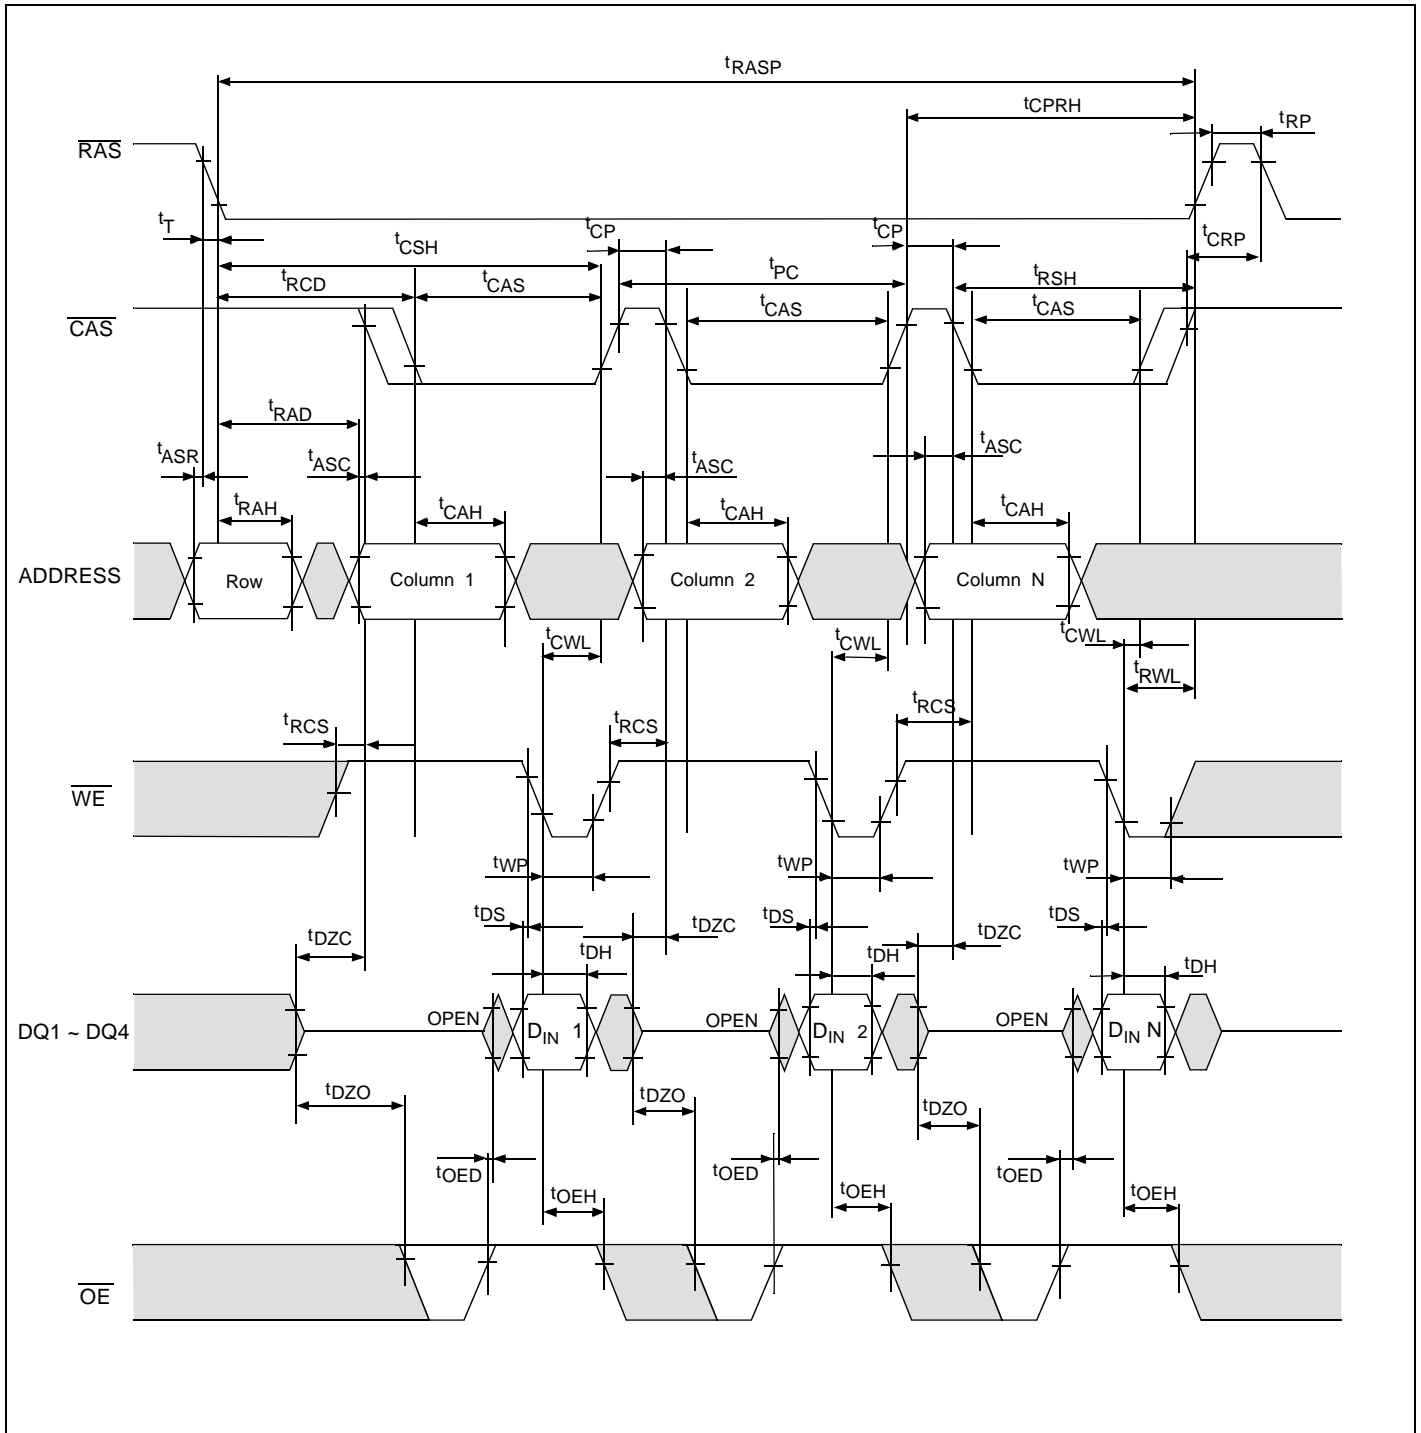 tRASP
tCPRH
tRP
RAS
tT
tCP
tCP
tCRP
tCSH
tPC
tRCD
tCAS
tRSH
CAS
tCAS
tCAS
tRAD
tASR
tASC
tASC
tASC
tRAH
tCAH
tCAH
tCAH
ADDRESS
Row
Column 1
Column 2
Column N
tCWL
tCWL
tCWL
tRWL
tRCS
tRCS
tRCS
WE
tWP
tWP
tWP
tDS
tDZC
tDS
tDZC
tDS
tDZC
tDH
tDH
tDH
DQ1 ~ DQ4
OPEN
DIN 1
OPEN
DIN 2
OPEN
DIN N
tDZO
tDZO
tDZO
tOED
tOED
tOED
tOEH
tOEH
tOEH
OE